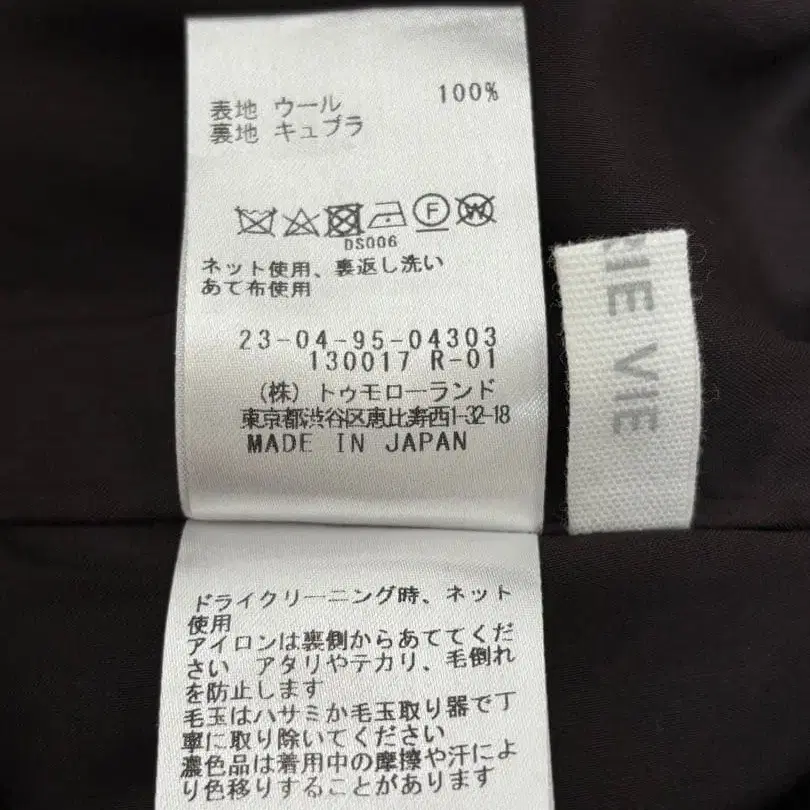 表地 ウール 100%
裏地 キュプラ
F W
DS006
ネット使用、裏返し洗い
あて布使用
23-04-95-04303
130017 R-01
(株) トゥモローランド
東京都渋谷区恵比寿西1-32-18
MADE IN JAPAN
RIE VIE
ドライクリーニング時、ネット
使用
アイロンは裏側からあててくだ
さい アタリやテカリ、毛倒れ
を防止します
毛玉はハサミか毛玉取り器で丁
寧に取り除いてください
濃色品は着用中の摩擦や汗によ
り色移りすることがあります